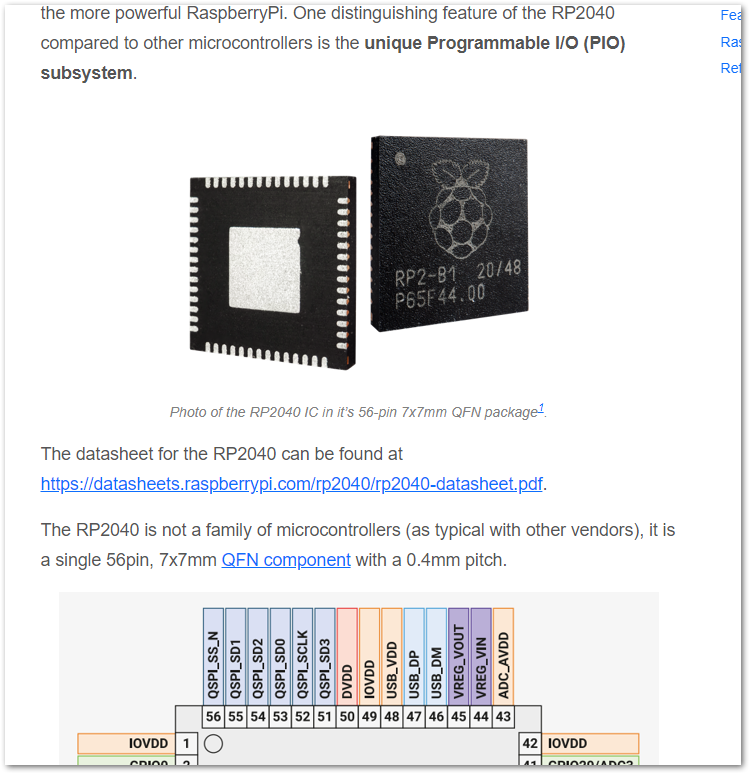 the more powerful RaspberryPi. One distinguishing feature of the RP2040
compared to other microcontrollers is the unique Programmable I/O (PIO)
subsystem.
Fea
Ras
Ref
RP2-B1 20/48
P65F44.00
Photo of the RP2040 IC in it’s 56-pin 7x7mm QFN package1.
The datasheet for the RP2040 can be found at
https://datasheets.raspberrypi.com/rp2040/rp2040-datasheet.pdf.
The RP2040 is not a family of microcontrollers (as typical with other vendors), it is
a single 56pin, 7x7mm QFN component with a 0.4mm pitch.
QSPI_SS_N
QSPI_SD1
QSPI_SD2
QSPI_SD0
QSPI_SCLK
QSPI_SD3
DVDD
IOVDD
USB_VDD
USB_DP
USB_DM
VREG_VOUT
VREG_VIN
ADC_AVDD
56 55 54 53 52 51 50 49 48 47 46 45 44 43
IOVDD 1
42 IOVDD
GPIO0 2
41 GPIO29/ADC3